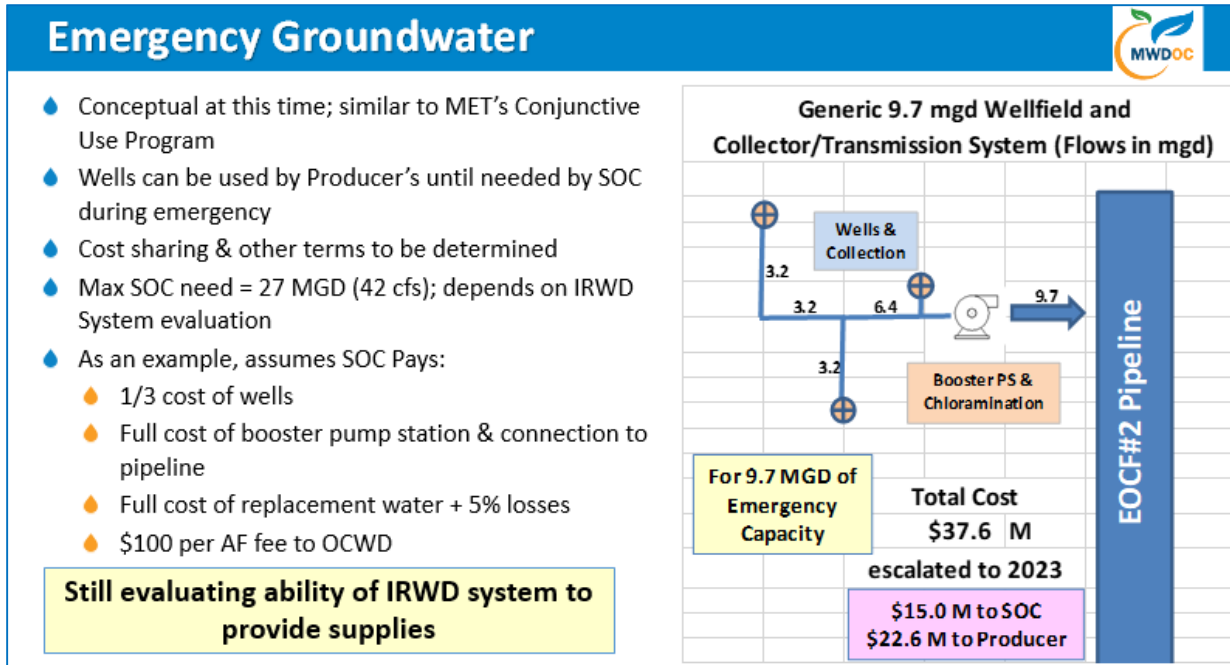 Emergency Groundwater
MWDOC
Conceptual at this time; similar to MET's Conjunctive
Use Program
Wells can be used by Producer's until needed by SOC
during emergency
Cost sharing & other terms to be determined
Max SOC need = 27 MGD (42 cfs); depends on IRWD
System evaluation
As an example, assumes SOC Pays:
1/3 cost of wells
Full cost of booster pump station & connection to
pipeline
Full cost of replacement water + 5% losses
$100 per AF fee to OCWD
Still evaluating ability of IRWD system to
provide supplies
Generic 9.7 mgd Wellfield and
Collector/Transmission System (Flows in mgd)
Wells &
Collection
3.2
3.2
6.4
9.7
3.2
Booster PS &
Chloramination
EOCF#2 Pipeline
For 9.7 MGD of
Emergency
Capacity
Total Cost
$37.6 M
escalated to 2023
$15.0 M to SOC
$22.6 M to Producer